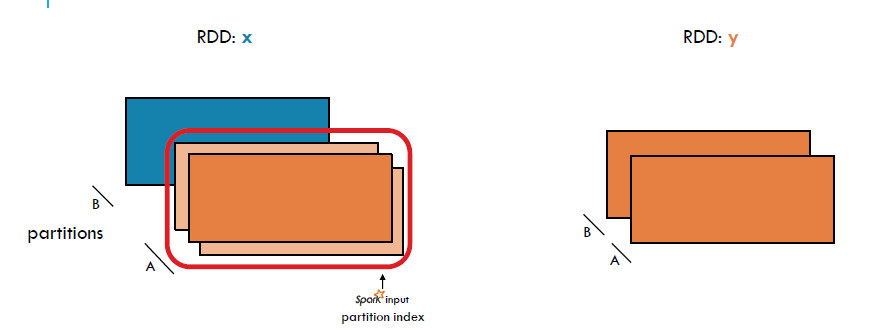 RDD: x
RDD: y
B
partitions
A
B
A
Spark input
partition index